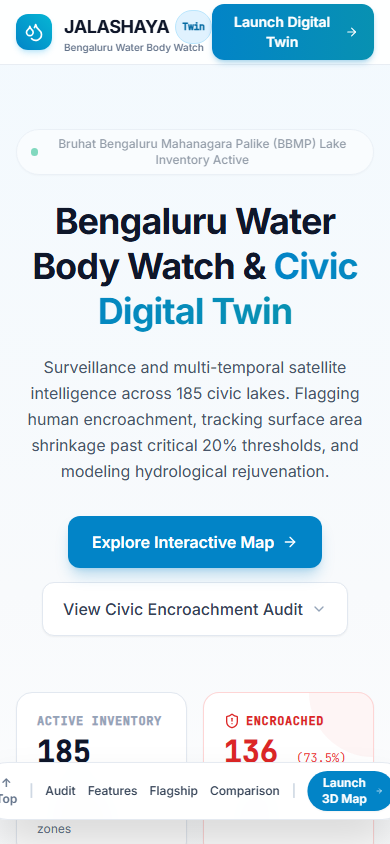 JALASHAYA
Twin
Bengaluru Water Body Watch
Launch Digital
Twin
Bruhat Bengaluru Mahanagara Palike (BBMP) Lake
Inventory Active
Bengaluru Water
Body Watch & Civic
Digital Twin
Surveillance and multi-temporal satellite
intelligence across 185 civic lakes. Flagging
human encroachment, tracking surface area
shrinkage past critical 20% thresholds, and
modeling hydrological rejuvenation.
Explore Interactive Map
View Civic Encroachment Audit
ACTIVE INVENTORY
185
ENCROACHED
136 (73.5%)
Top
Audit
Features
Flagship
Comparison
Launch
3D Map
zones